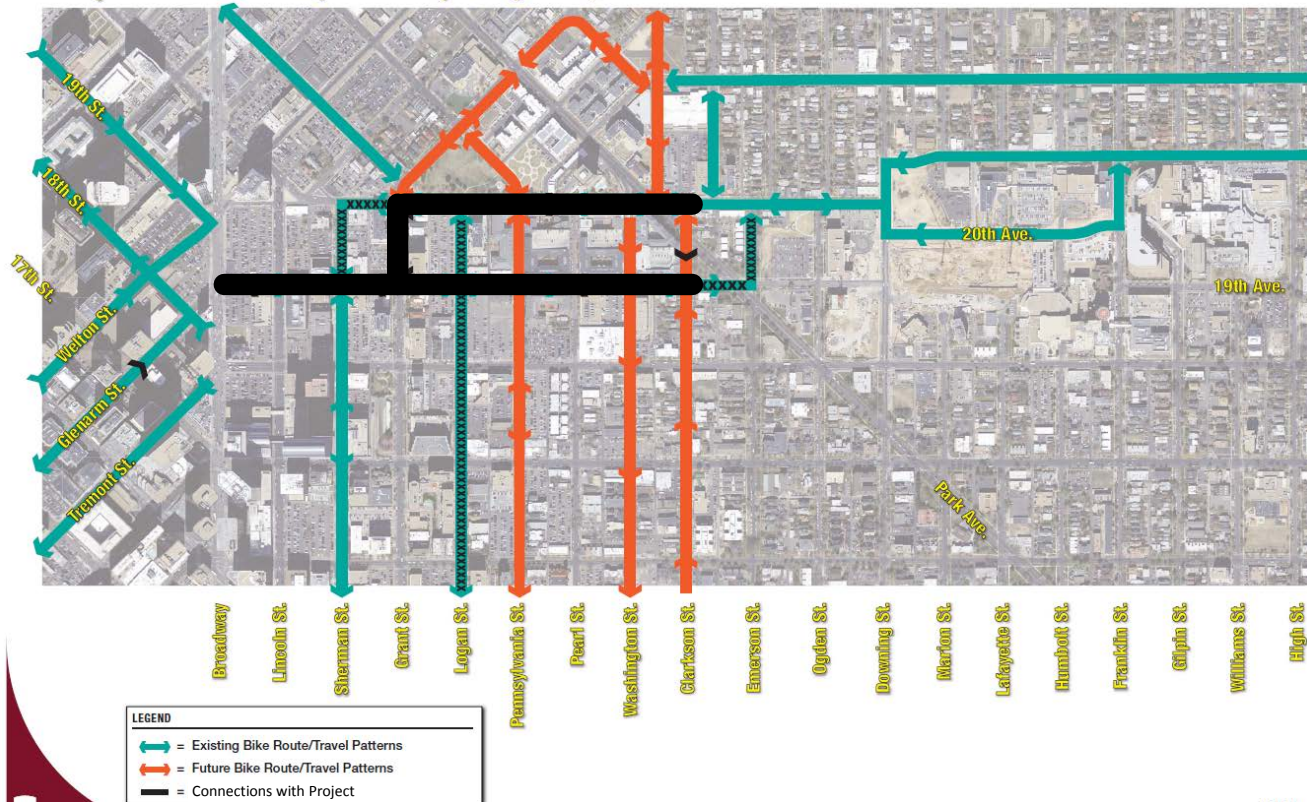 19th St.
18th St.
17th St.
Welton St.
Glenarm St.
Tremont St.
20th Ave.
19th Ave.
Park Ave.
Broadway
Lincoln St.
Sherman St.
Grant St.
Logan St.
Pennsylvania St.
Pearl St.
Washington St.
Clarkson St.
Emerson St.
Ogden St.
Downing St.
Marion St.
Lafayette St.
Humbolt St.
Franklin St.
Gilpin St.
Williams St.
High St.
LEGEND
= Existing Bike Route/Travel Patterns
= Future Bike Route/Travel Patterns
= Connections with Project